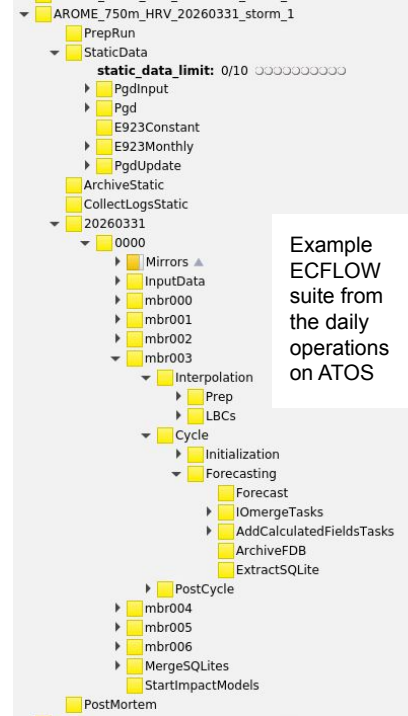 AROME_750m_HRV_20260331_storm_1
PrepRun
StaticData
static_data_limit: 0/10
PgdInput
Pgd
E923Constant
E923Monthly
PgdUpdate
ArchiveStatic
CollectLogsStatic
20260331
0000
Mirrors
InputData
mbr000
mbr001
mbr002
mbr003
Interpolation
Prep
LBCs
Cycle
Initialization
Forecasting
Forecast
IOmergeTasks
AddCalculatedFieldsTasks
ArchiveFDB
ExtractSQLite
PostCycle
mbr004
mbr005
mbr006
MergeSQLites
StartImpactModels
PostMortem
Example
ECFLOW
suite from
the daily
operations
on ATOS